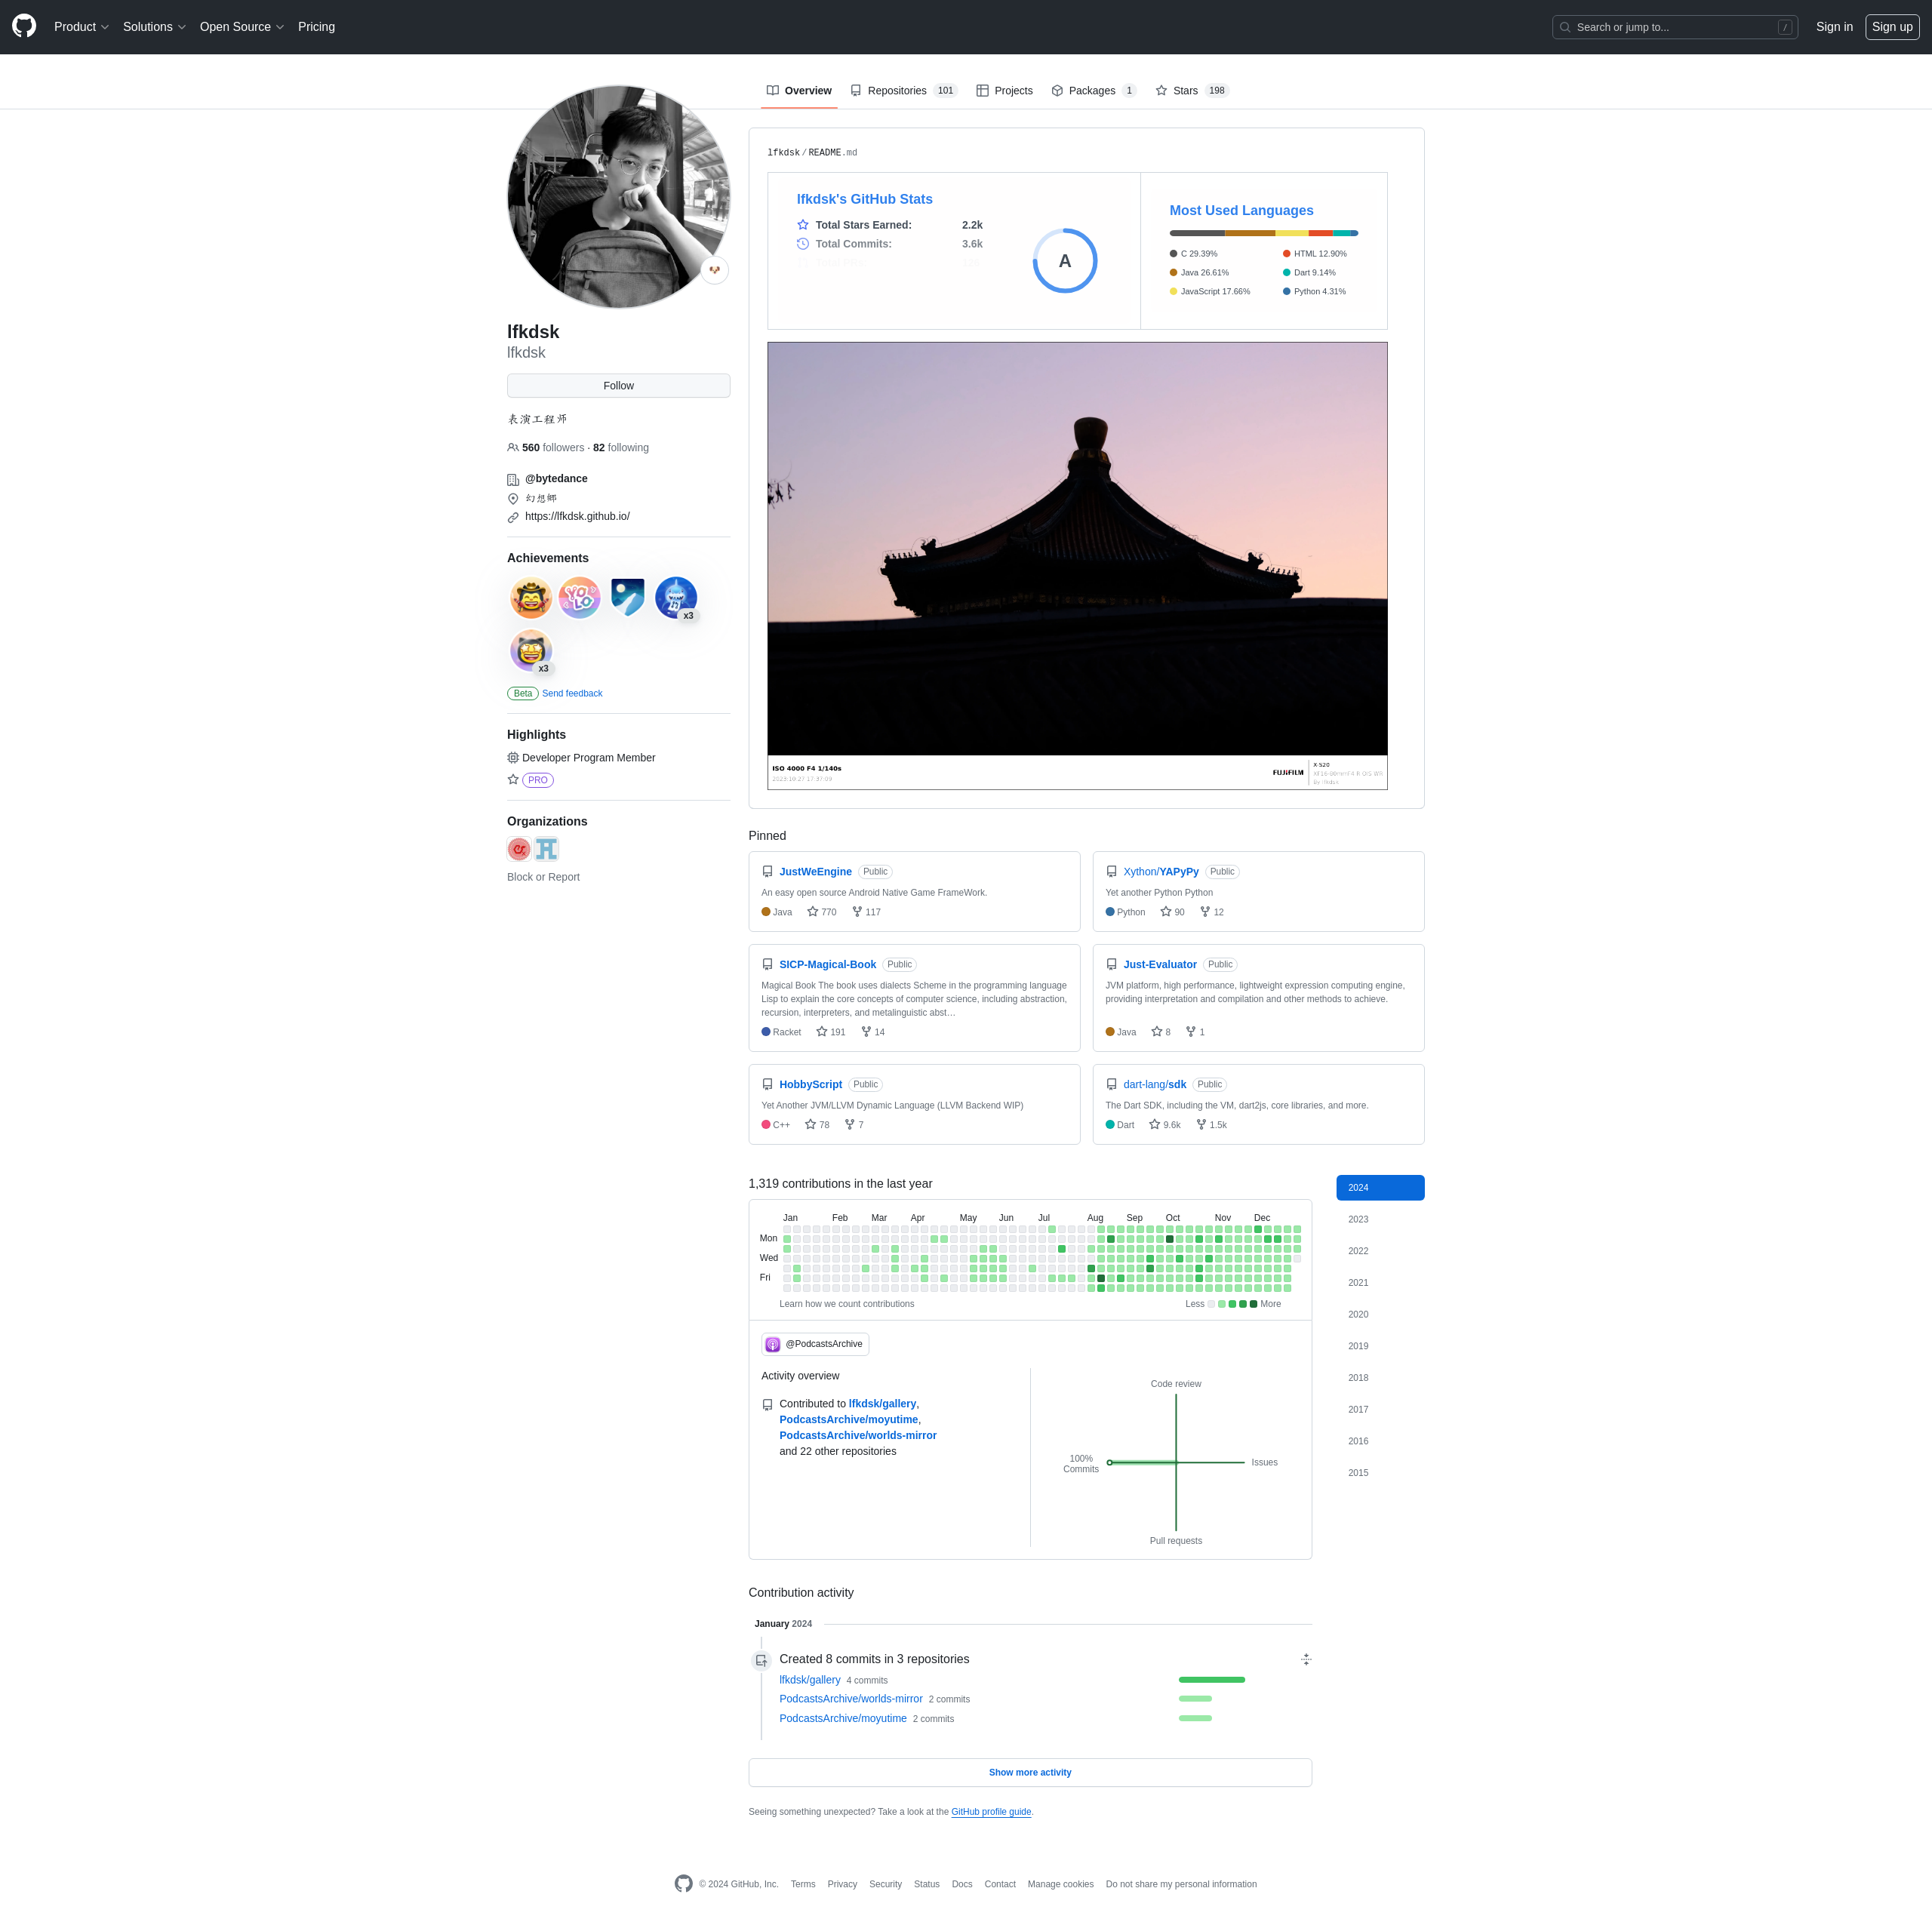 Product
Solutions
Open Source
Pricing
Search or jump to...
/
Sign in
Sign up
Overview
Repositories 101
Projects
Packages 1
Stars 198
lfkdsk
lfkdsk
Follow
表演工程师
560 followers · 82 following
@bytedance
幻想鄉
https://lfkdsk.github.io/
Achievements
YOLO
x3
x3
Beta Send feedback
Highlights
Developer Program Member
PRO
Organizations
Block or Report
lfkdsk / README.md
lfkdsk's GitHub Stats
Total Stars Earned: 2.2k
Total Commits: 3.6k
A
Most Used Languages
C 29.39%
HTML 12.90%
Java 26.61%
Dart 9.14%
JavaScript 17.66%
Python 4.31%
ISO 4000 F4 1/140s
FUJIFILM
X-S20
By lfkdsk
Pinned
JustWeEngine Public
An easy open source Android Native Game FrameWork.
Java 770 117
Xython/YAPyPy Public
Yet another Python Python
Python 90 12
SICP-Magical-Book Public
Magical Book The book uses dialects Scheme in the programming language
Lisp to explain the core concepts of computer science, including abstraction,
recursion, interpreters, and metalinguistic abst…
Racket 191 14
Just-Evaluator Public
JVM platform, high performance, lightweight expression computing engine,
providing interpretation and compilation and other methods to achieve.
Java 8 1
HobbyScript Public
Yet Another JVM/LLVM Dynamic Language (LLVM Backend WIP)
C++ 78 7
dart-lang/sdk Public
The Dart SDK, including the VM, dart2js, core libraries, and more.
Dart 9.6k 1.5k
1,319 contributions in the last year
Jan Feb Mar Apr May Jun Jul Aug Sep Oct Nov Dec
Mon
Wed
Fri
Learn how we count contributions
Less More
@PodcastsArchive
Activity overview
Contributed to lfkdsk/gallery,
PodcastsArchive/moyutime,
PodcastsArchive/worlds-mirror
and 22 other repositories
Code review
100%
Commits
Issues
Pull requests
2024
2023
2022
2021
2020
2019
2018
2017
2016
2015
Contribution activity
January 2024
Created 8 commits in 3 repositories
lfkdsk/gallery 4 commits
PodcastsArchive/worlds-mirror 2 commits
PodcastsArchive/moyutime 2 commits
Show more activity
Seeing something unexpected? Take a look at the GitHub profile guide.
© 2024 GitHub, Inc.
Terms
Privacy
Security
Status
Docs
Contact
Manage cookies
Do not share my personal information